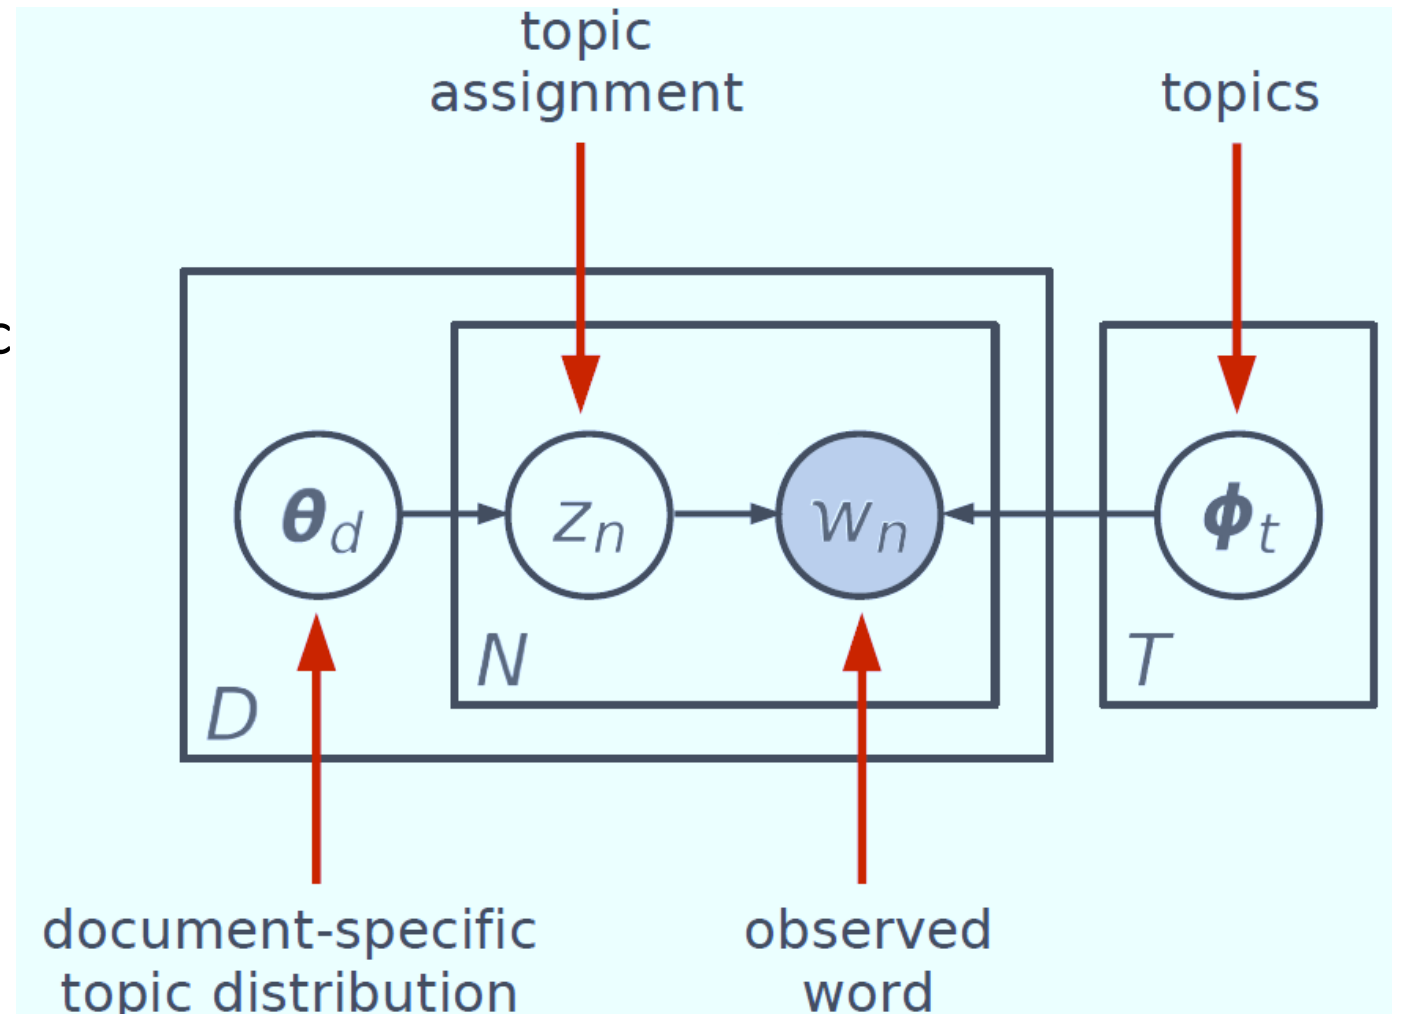 topic
assignment
topics
c
θd
zn
wn
ϕt
N
T
D
document-specific
topic distribution
observed
word